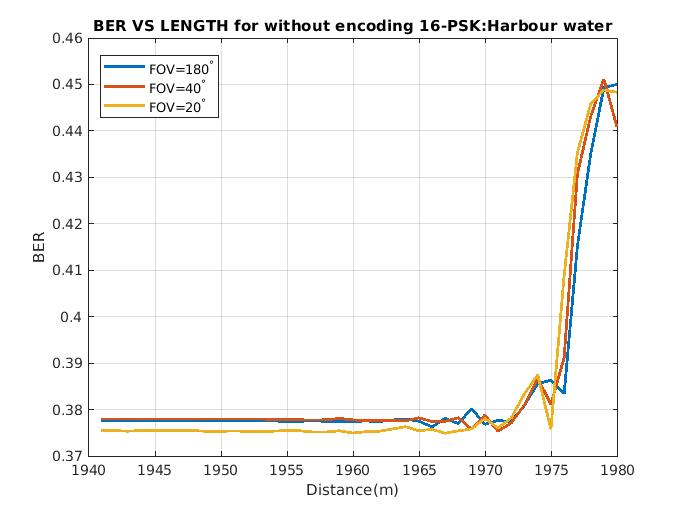 BER VS LENGTH for without encoding 16-PSK:Harbour water
0.46
0.45
0.44
0.43
0.42
0.41
0.4
0.39
0.38
0.37
BER
FOV=180°
FOV=40°
FOV=20°
1940 1945 1950 1955 1960 1965 1970 1975 1980
Distance(m)